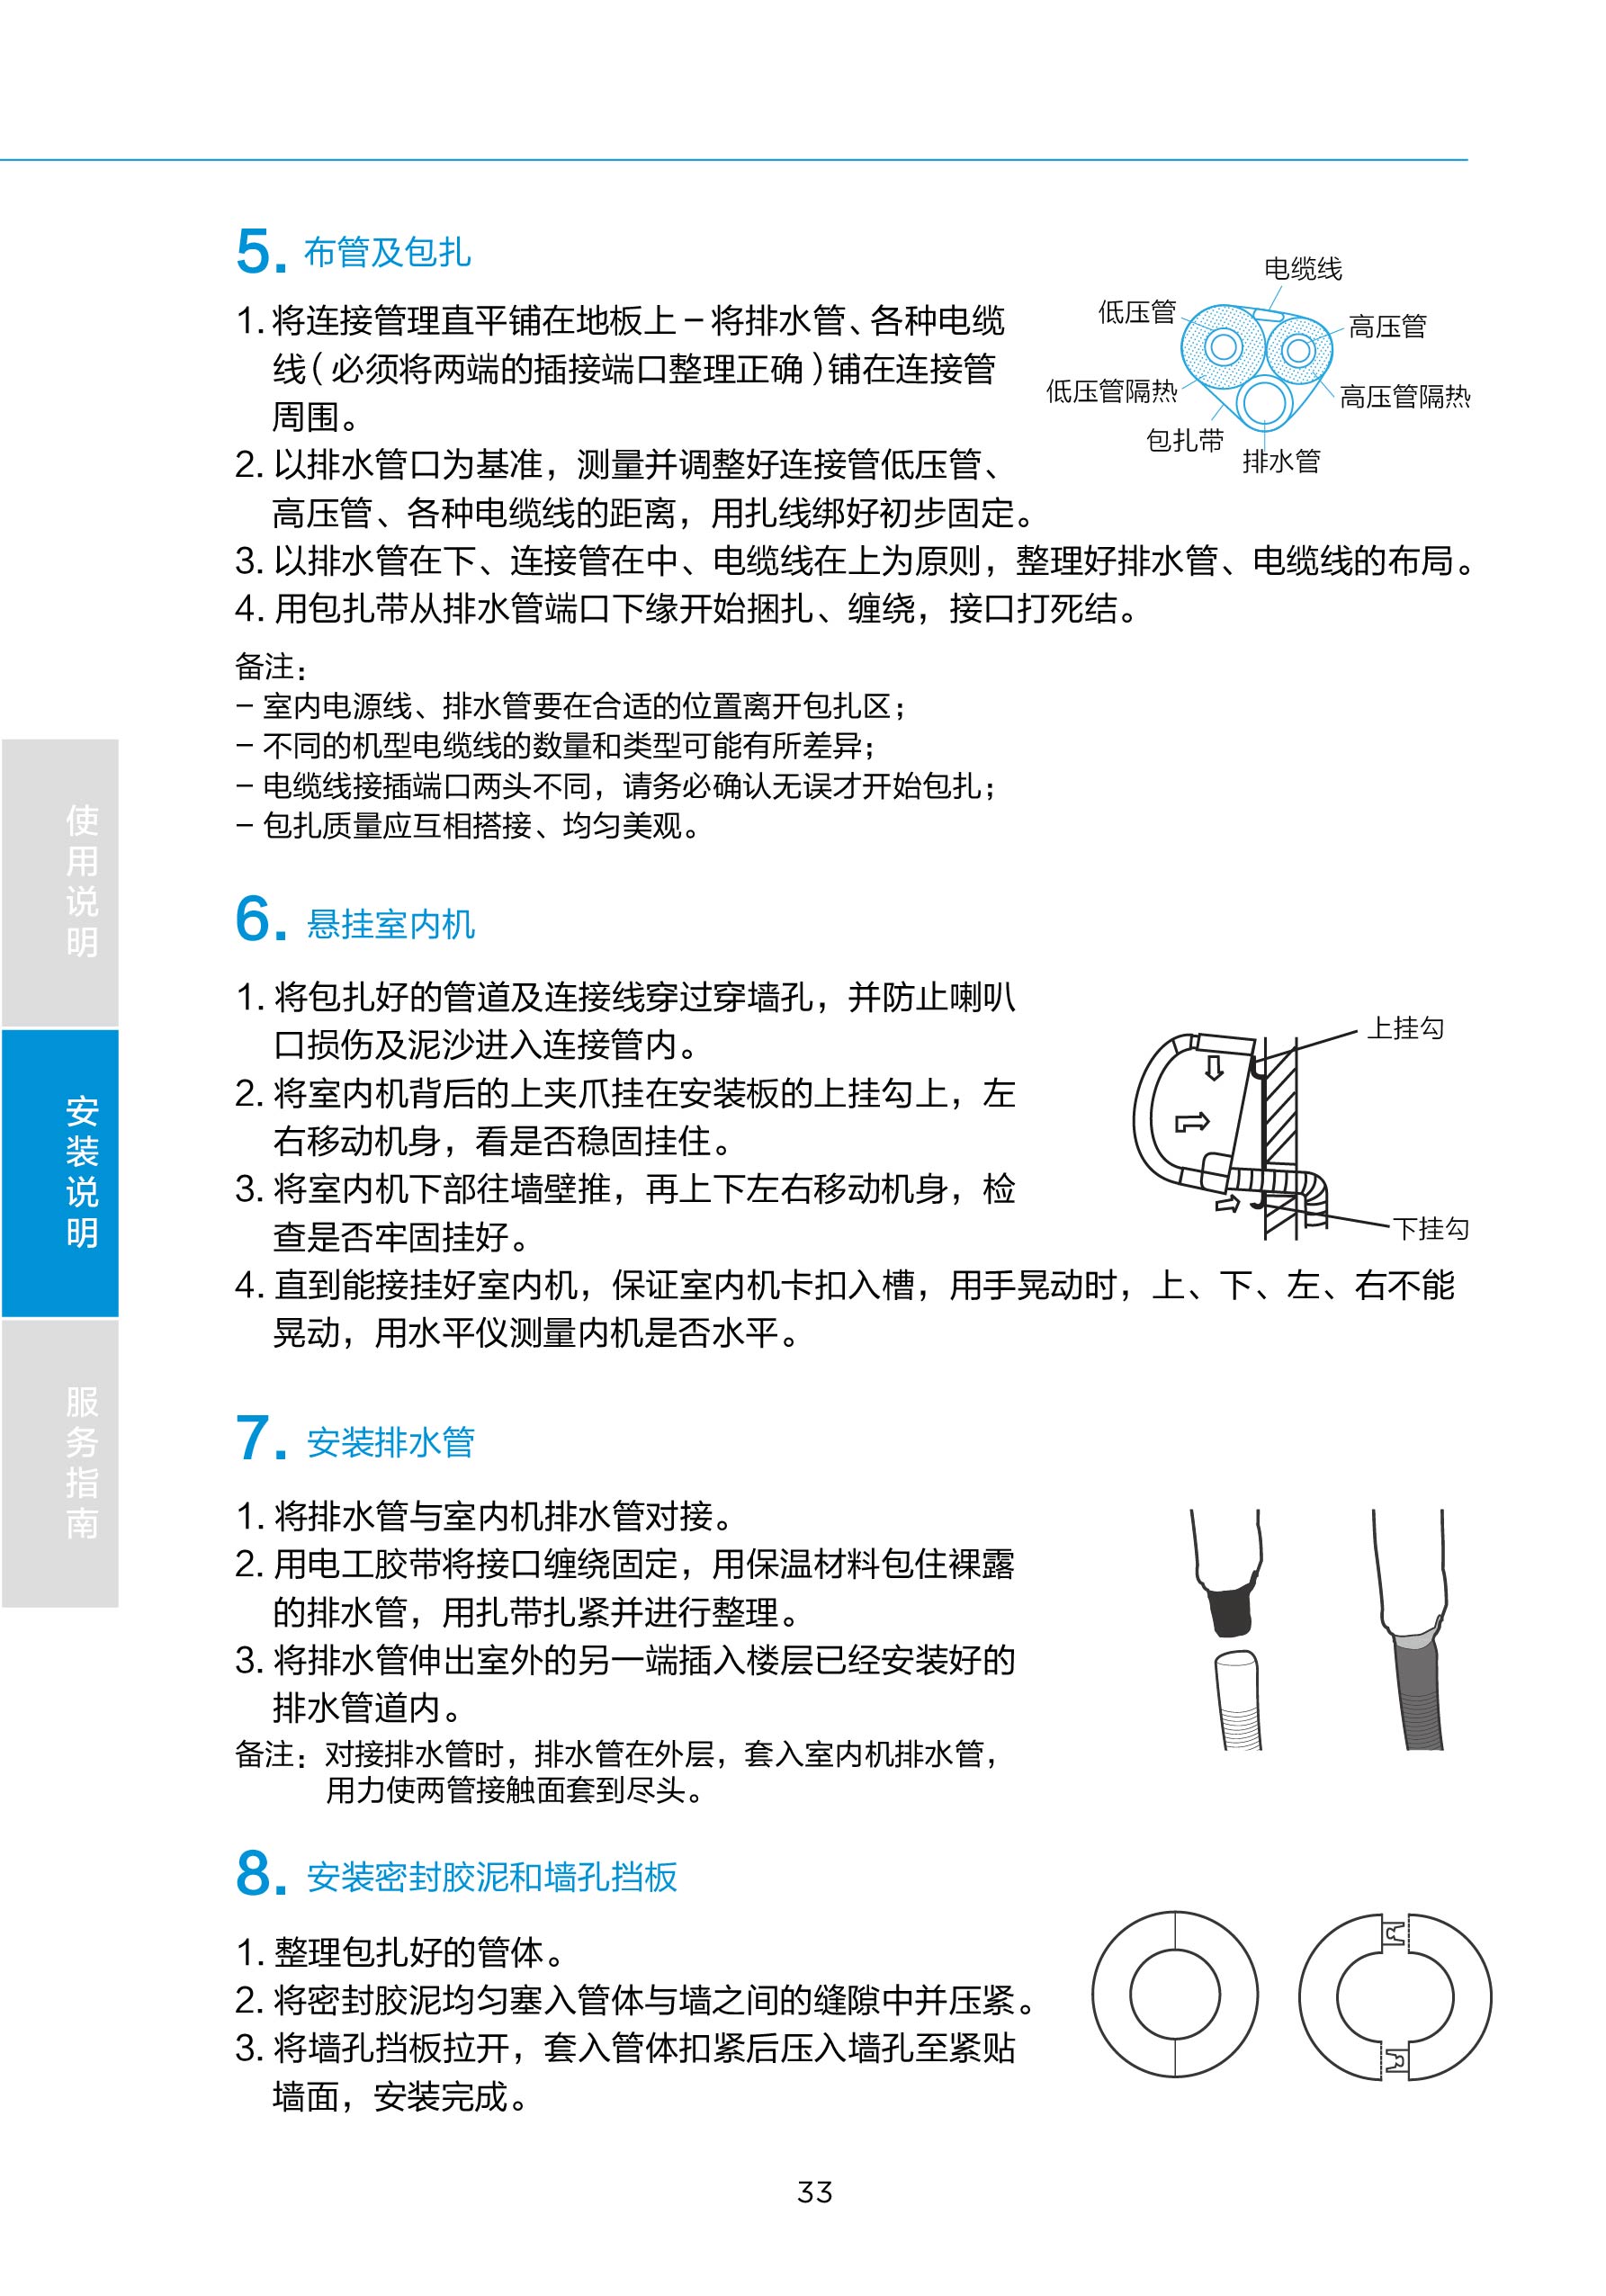 5. 布管及包扎
1. 将连接管理直平铺在地板上－将排水管、各种电缆
线（必须将两端的插接端口整理正确）铺在连接管
周围。
2. 以排水管口为基准，测量并调整好连接管低压管、
高压管、各种电缆线的距离，用扎线绑好初步固定。
3. 以排水管在下、连接管在中、电缆线在上为原则，整理好排水管、电缆线的布局。
4. 用包扎带从排水管端口下缘开始捆扎、缠绕，接口打死结。
电缆线
低压管
高压管
低压管隔热
高压管隔热
包扎带
排水管
备注：
－室内电源线、排水管要在合适的位置离开包扎区；
－不同的机型电缆线的数量和类型可能有所差异；
－电缆线接插端口两头不同，请务必确认无误才开始包扎；
－包扎质量应互相搭接、均匀美观。
6. 悬挂室内机
1. 将包扎好的管道及连接线穿过穿墙孔，并防止喇叭
口损伤及泥沙进入连接管内。
2. 将室内机背后的上夹爪挂在安装板的上挂勾上，左
右移动机身，看是否稳固挂住。
3. 将室内机下部往墙壁推，再上下左右移动机身，检
查是否牢固挂好。
4. 直到能接挂好室内机，保证室内机卡扣入槽，用手晃动时，上、下、左、右不能
晃动，用水平仪测量内机是否水平。
上挂勾
下挂勾
7. 安装排水管
1. 将排水管与室内机排水管对接。
2. 用电工胶带将接口缠绕固定，用保温材料包住裸露
的排水管，用扎带扎紧并进行整理。
3. 将排水管伸出室外的另一端插入楼层已经安装好的
排水管道内。
备注：对接排水管时，排水管在外层，套入室内机排水管，
用力使两管接触面套到尽头。
8. 安装密封胶泥和墙孔挡板
1. 整理包扎好的管体。
2. 将密封胶泥均匀塞入管体与墙之间的缝隙中并压紧。
3. 将墙孔挡板拉开，套入管体扣紧后压入墙孔至紧贴
墙面，安装完成。
使用说明
安装说明
服务指南
33